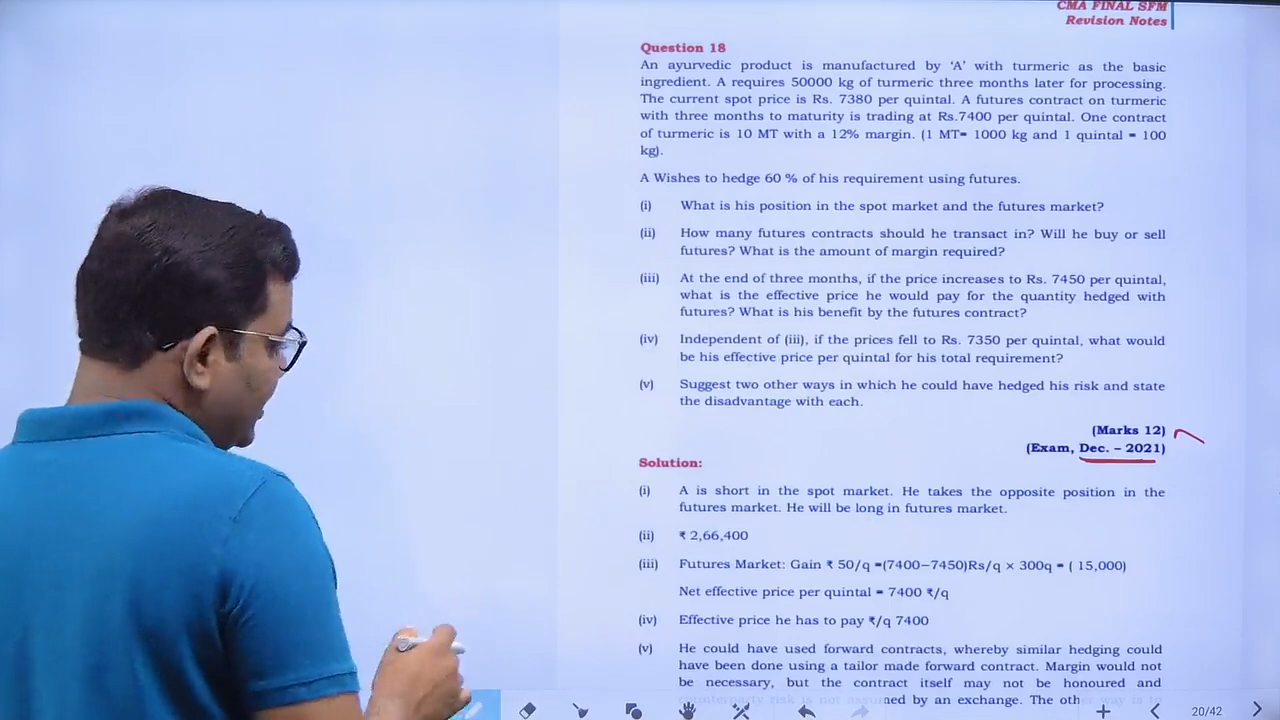 CMA FINAL SFM
Revision Notes
Question 18
An ayurvedic product is manufactured by ‘A’ with turmeric as the basic
ingredient. A requires 50000 kg of turmeric three months later for processing.
The current spot price is Rs. 7380 per quintal. A futures contract on turmeric
with three months to maturity is trading at Rs.7400 per quintal. One contract
of turmeric is 10 MT with a 12% margin. (1 MT= 1000 kg and 1 quintal = 100
kg).
A Wishes to hedge 60 % of his requirement using futures.
(i) What is his position in the spot market and the futures market?
(ii) How many futures contracts should he transact in? Will he buy or sell
futures? What is the amount of margin required?
(iii) At the end of three months, if the price increases to Rs. 7450 per quintal,
what is the effective price he would pay for the quantity hedged with
futures? What is his benefit by the futures contract?
(iv) Independent of (iii), if the prices fell to Rs. 7350 per quintal, what would
be his effective price per quintal for his total requirement?
(v) Suggest two other ways in which he could have hedged his risk and state
the disadvantage with each.
(Marks 12)
(Exam, Dec. – 2021)
Solution:
(i) A is short in the spot market. He takes the opposite position in the
futures market. He will be long in futures market.
(ii) ₹ 2,66,400
(iii) Futures Market: Gain ₹ 50/q =(7400−7450)Rs/q × 300q = ( 15,000)
Net effective price per quintal = 7400 ₹/q
(iv) Effective price he has to pay ₹/q 7400
(v) He could have used forward contracts, whereby similar hedging could
have been done using a tailor made forward contract. Margin would not
be necessary, but the contract itself may not be honoured and
counterparty risk is not assumed by an exchange. The other way is to
20/42